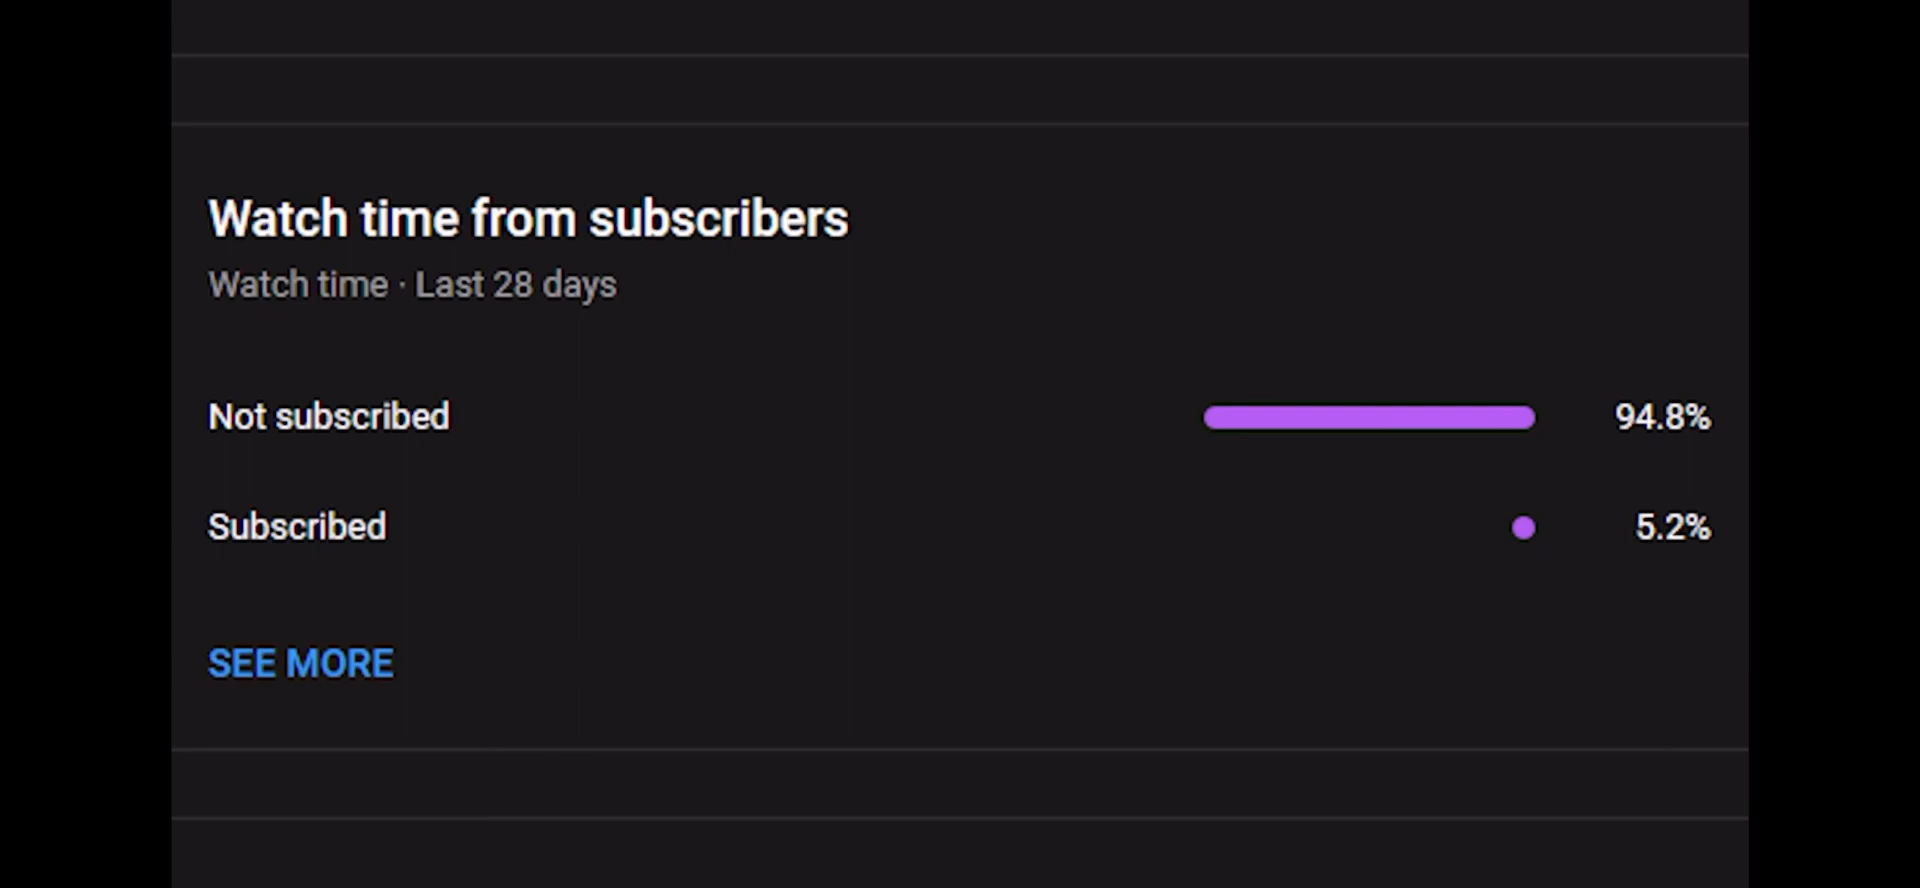 Watch time from subscribers
Watch time · Last 28 days
Not subscribed 94.8%
Subscribed 5.2%
SEE MORE